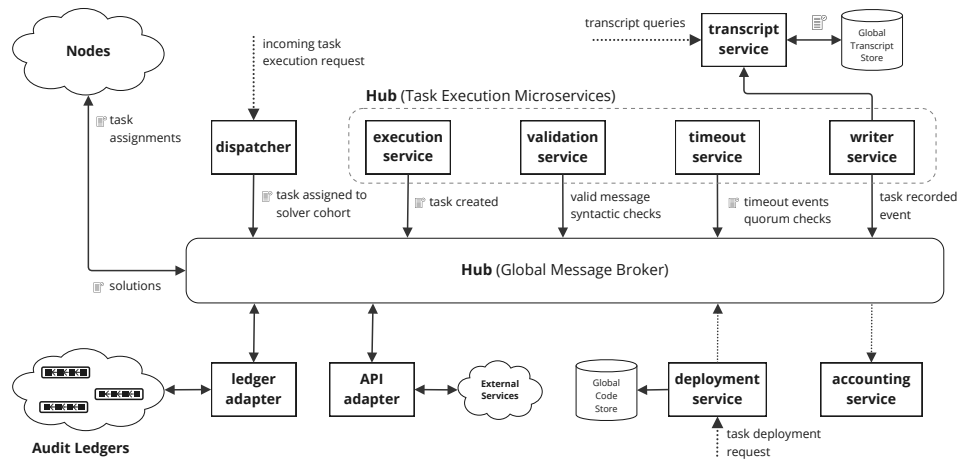 Nodes
incoming task
execution request
transcript queries
transcript
service
Global
Transcript
Store
Hub (Task Execution Microservices)
task
assignments
dispatcher
execution
service
validation
service
timeout
service
writer
service
task assigned to
solver cohort
task created
valid message
syntactic checks
timeout events
quorum checks
task recorded
event
Hub (Global Message Broker)
solutions
ledger
adapter
API
adapter
External
Services
Global
Code
Store
deployment
service
accounting
service
Audit Ledgers
task deployment
request